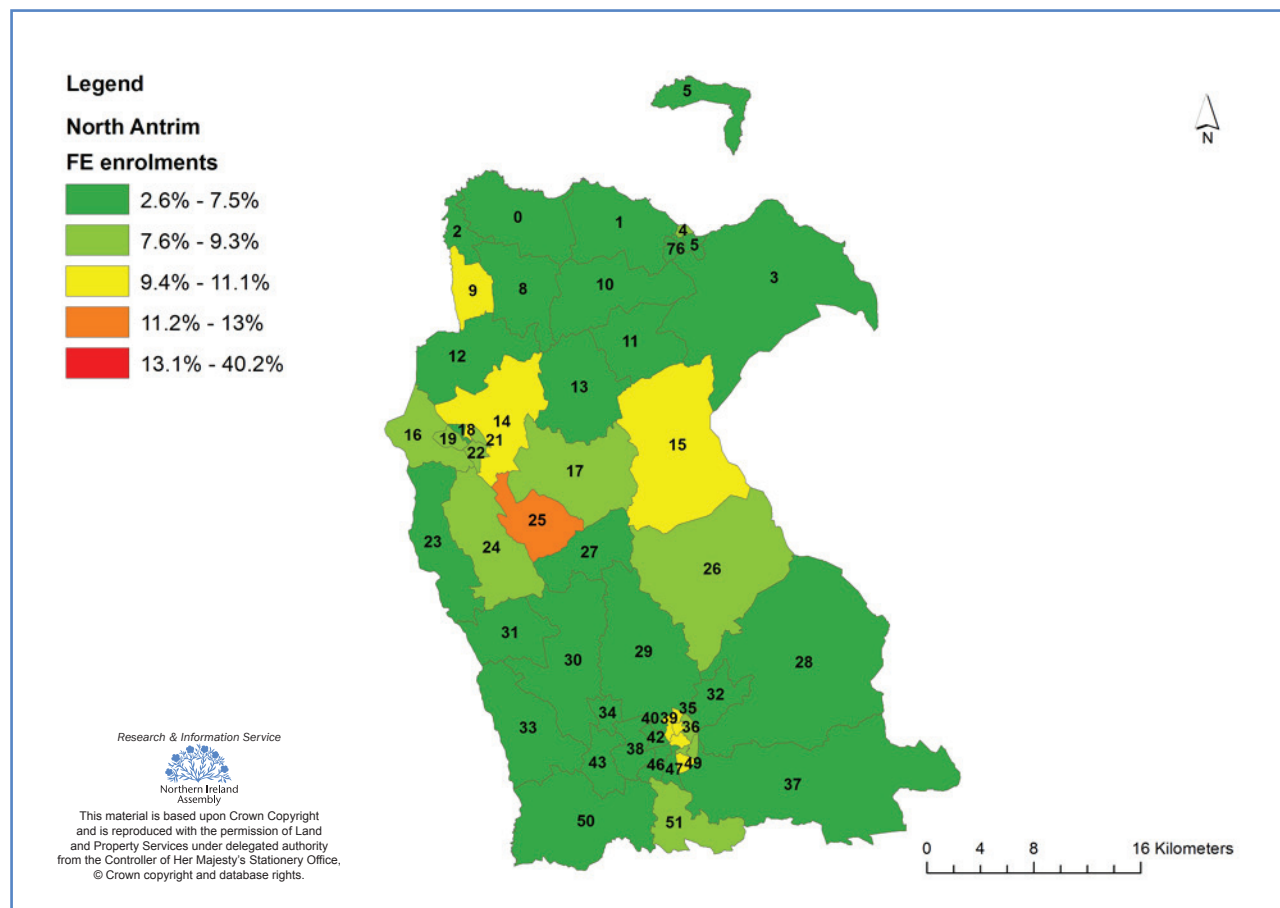 Legend
North Antrim
FE enrolments
2.6% - 7.5%
7.6% - 9.3%
9.4% - 11.1%
11.2% - 13%
13.1% - 40.2%
5
N
0
1
2
4
76
5
3
9
8
10
11
12
13
14
15
16
18
19
21
22
17
25
23
24
27
26
31
30
29
28
32
34
35
33
40
39
36
42
38
43
46
47
49
37
50
51
Research & Information Service
Northern Ireland
Assembly
This material is based upon Crown Copyright
and is reproduced with the permission of Land
and Property Services under delegated authority
from the Controller of Her Majesty's Stationery Office,
© Crown copyright and database rights.
0 4 8 12 16 Kilometers